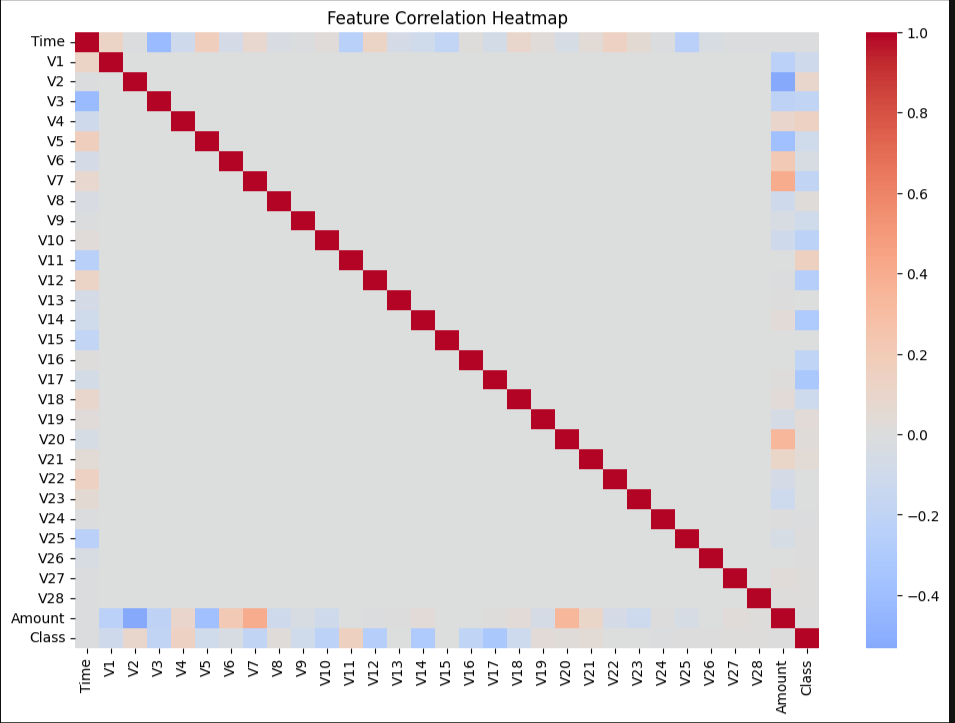 Feature Correlation Heatmap
Time
V1
V2
V3
V4
V5
V6
V7
V8
V9
V10
V11
V12
V13
V14
V15
V16
V17
V18
V19
V20
V21
V22
V23
V24
V25
V26
V27
V28
Amount
Class
Time V1 V2 V3 V4 V5 V6 V7 V8 V9 V10 V11 V12 V13 V14 V15 V16 V17 V18 V19 V20 V21 V22 V23 V24 V25 V26 V27 V28 Amount Class
1.0
0.8
0.6
0.4
0.2
0.0
−0.2
−0.4